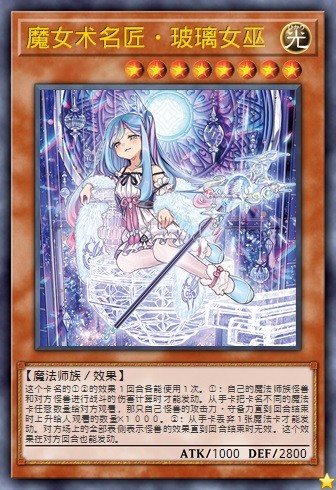 魔女术名匠·玻璃女巫
光
【魔法师族／效果】
这个卡名的①②的效果1回合各能使用1次。①：自己的魔法师族怪兽
和对方怪兽进行战斗的伤害计算时才能发动。从手卡把卡名不同的魔法
卡任意数量给对方观看，那只自己怪兽的攻击力·守备力直到回合结束
时上升给人观看的数量×1000。②：从手卡丢弃1张魔法卡才能发
动。对方场上的全部表侧表示怪兽的效果直到回合结束时无效。这个效
果在对方回合也能发动。
ATK/1000 DEF/2800